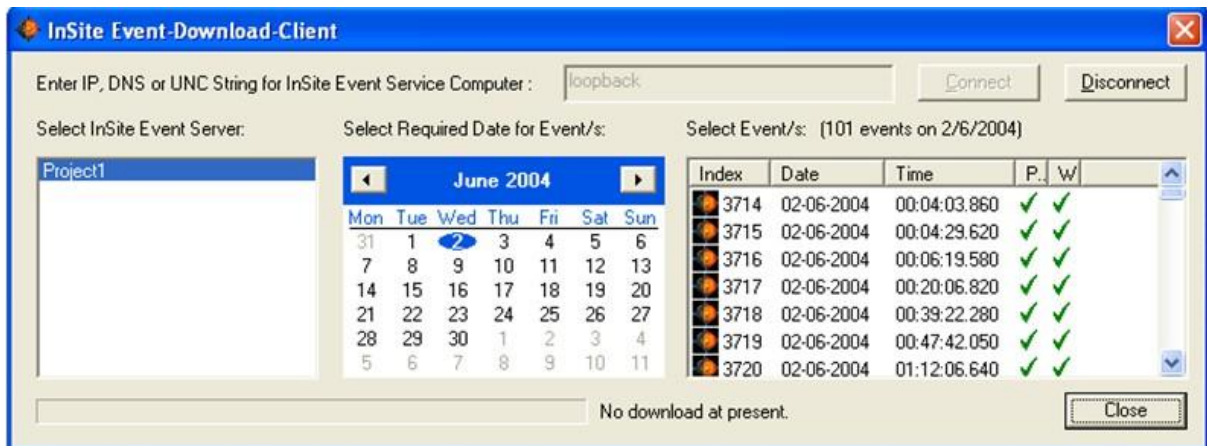 InSite Event-Download-Client
Enter IP, DNS or UNC String for InSite Event Service Computer : loopback Connect Disconnect
Select InSite Event Server: Select Required Date for Event/s: Select Event/s: (101 events on 2/6/2004)
Project1
June 2004
Mon Tue Wed Thu Fri Sat Sun
31 1 2 3 4 5 6
7 8 9 10 11 12 13
14 15 16 17 18 19 20
21 22 23 24 25 26 27
28 29 30 1 2 3 4
5 6 7 8 9 10 11
Index Date Time P.. W
3714 02-06-2004 00:04:03.860 ✓ ✓
3715 02-06-2004 00:04:29.620 ✓ ✓
3716 02-06-2004 00:06:19.580 ✓ ✓
3717 02-06-2004 00:20:06.820 ✓ ✓
3718 02-06-2004 00:39:22.280 ✓ ✓
3719 02-06-2004 00:47:42.050 ✓ ✓
3720 02-06-2004 01:12:06.640 ✓ ✓
No download at present. Close